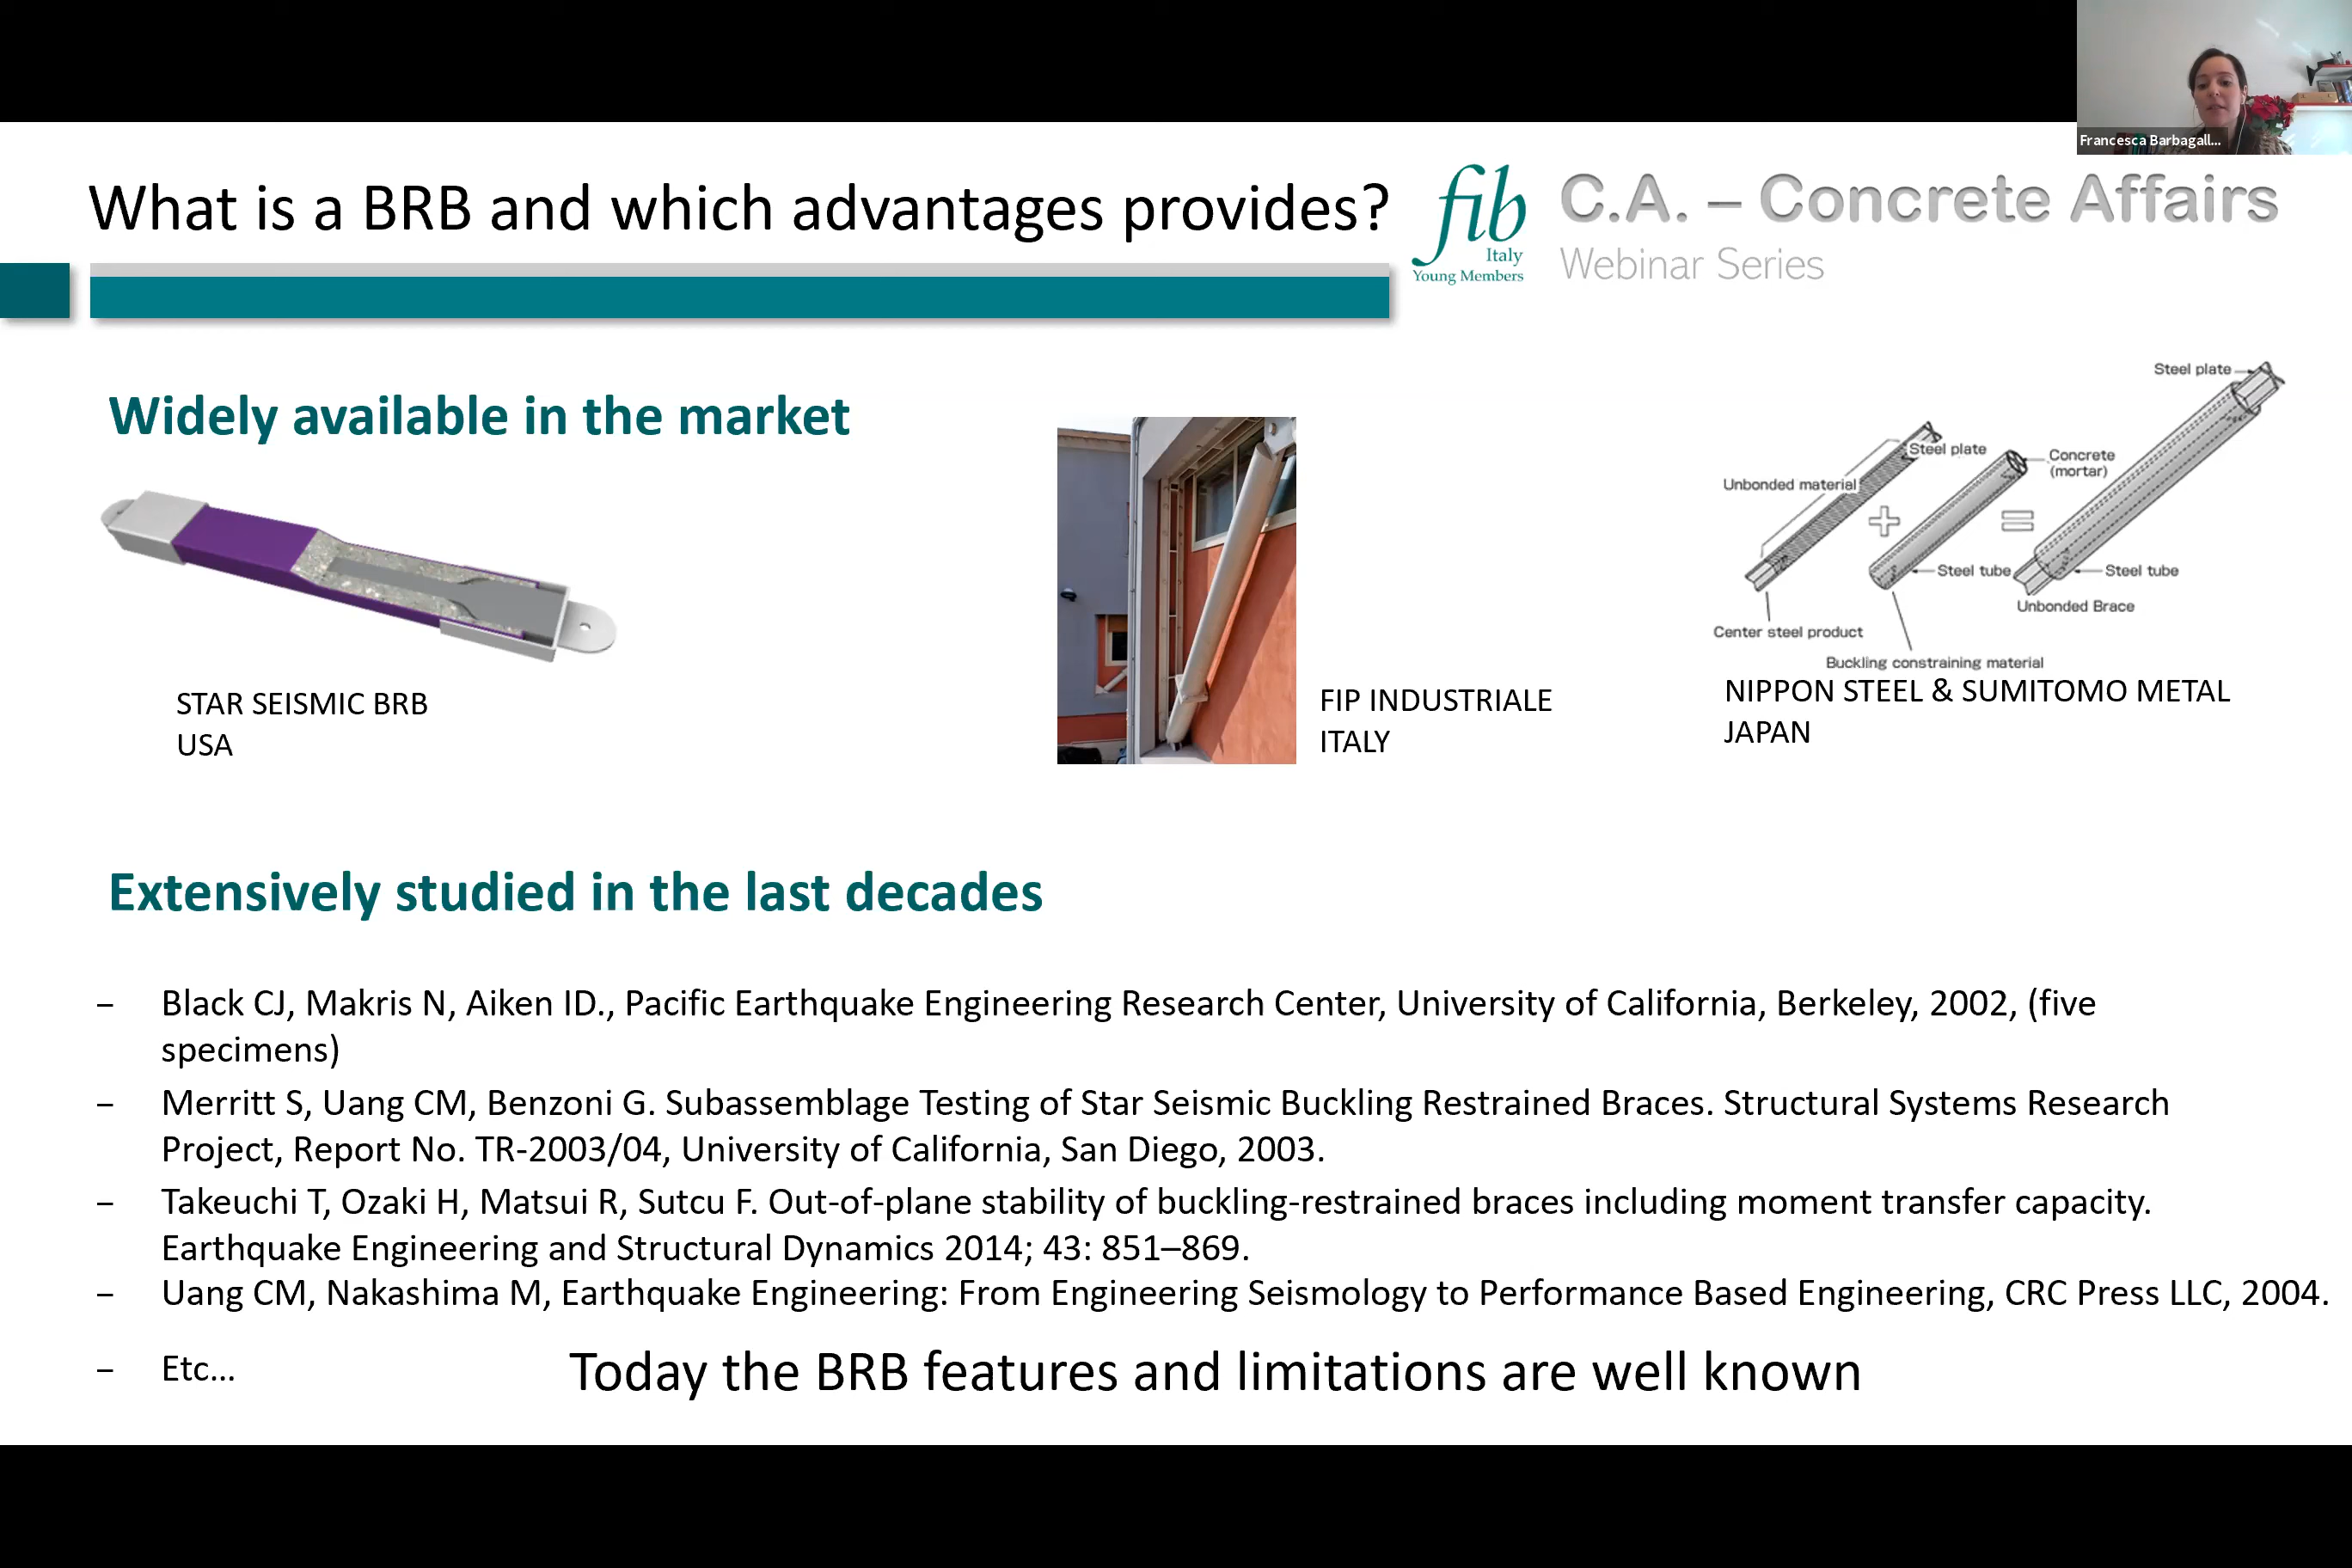 Francesca Barbagall...
What is a BRB and which advantages provides?
fib
Italy
Young Members
C.A. – Concrete Affairs
Webinar Series
Widely available in the market
STAR SEISMIC BRB
USA
FIP INDUSTRIALE
ITALY
Steel plate
Steel plate
Concrete
(mortar)
Unbonded material
Steel tube
Steel tube
Unbonded Brace
Center steel product
Buckling constraining material
NIPPON STEEL & SUMITOMO METAL
JAPAN
Extensively studied in the last decades
– Black CJ, Makris N, Aiken ID., Pacific Earthquake Engineering Research Center, University of California, Berkeley, 2002, (five
specimens)
– Merritt S, Uang CM, Benzoni G. Subassemblage Testing of Star Seismic Buckling Restrained Braces. Structural Systems Research
Project, Report No. TR-2003/04, University of California, San Diego, 2003.
– Takeuchi T, Ozaki H, Matsui R, Sutcu F. Out-of-plane stability of buckling-restrained braces including moment transfer capacity.
Earthquake Engineering and Structural Dynamics 2014; 43: 851–869.
– Uang CM, Nakashima M, Earthquake Engineering: From Engineering Seismology to Performance Based Engineering, CRC Press LLC, 2004.
– Etc...
Today the BRB features and limitations are well known